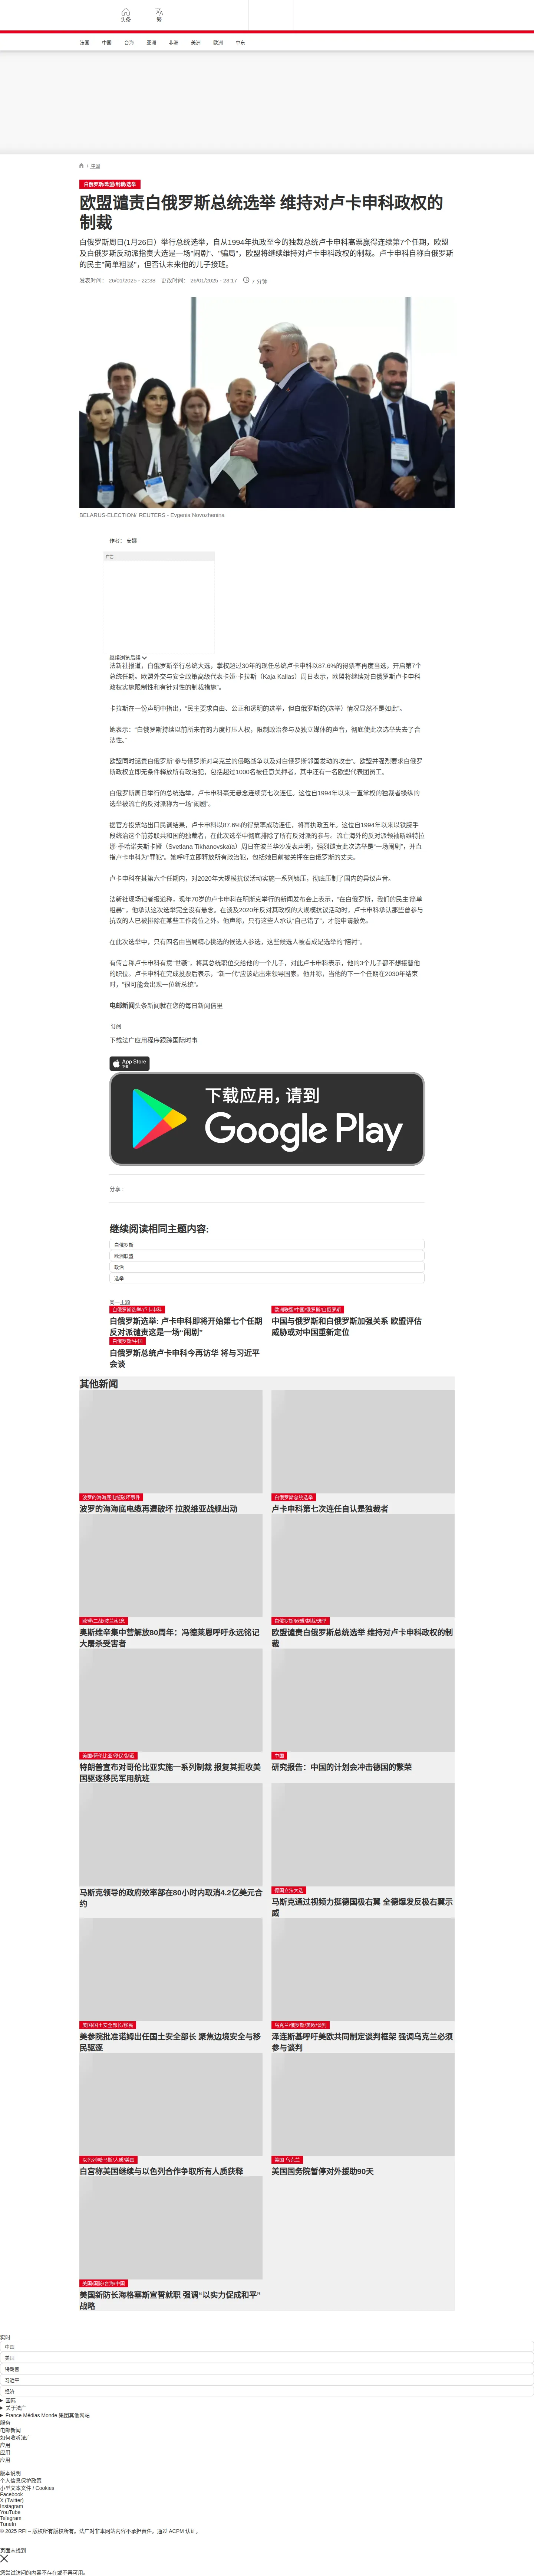 头条
繁
法国
中国
台海
亚洲
非洲
美洲
欧洲
中东
/ 中国
白俄罗斯/欧盟/制裁/选举
欧盟谴责白俄罗斯总统选举 维持对卢卡申科政权的
制裁
白俄罗斯周日(1月26日）举行总统选举，自从1994年执政至今的独裁总统卢卡申科高票赢得连续第7个任期，欧盟
及白俄罗斯反动派指责大选是一场"闹剧"、"骗局"，欧盟将继续维持对卢卡申科政权的制裁。卢卡申科自称白俄罗斯
的民主"简单粗暴"，但否认未来他的儿子接班。
发表时间： 26/01/2025 - 22:38 更改时间： 26/01/2025 - 23:17 7 分钟
BELARUS-ELECTION/ REUTERS - Evgenia Novozhenina
作者： 安娜
广告
继续浏览后续
法新社报道，白俄罗斯举行总统大选，掌权超过30年的现任总统卢卡申科以87.6%的得票率再度当选。开启第7个
总统任期。欧盟外交与安全政策高级代表卡娅·卡拉斯（Kaja Kallas）周日表示，欧盟将继续对白俄罗斯卢卡申科
政权实施限制性和有针对性的制裁措施"。
卡拉斯在一份声明中指出，"民主要求自由、公正和透明的选举，但白俄罗斯的(选举）情况显然不是如此"。
她表示："白俄罗斯持续以前所未有的力度打压人权，限制政治参与及独立媒体的声音，彻底使此次选举失去了合
法性。"
欧盟同时谴责白俄罗斯"参与俄罗斯对乌克兰的侵略战争以及对白俄罗斯邻国发动的攻击"。欧盟并强烈要求白俄罗
斯政权立即无条件释放所有政治犯，包括超过1000名被任意关押者，其中还有一名欧盟代表团员工。
白俄罗斯周日举行的总统选举，卢卡申科毫无悬念连续第七次连任。这位自1994年以来一直掌权的独裁者操纵的
选举被流亡的反对派称为一场"闹剧"。
据官方投票站出口民调结果，卢卡申科以87.6%的得票率成功连任，将再执政五年。这位自1994年以来以铁腕手
段统治这个前苏联共和国的独裁者，在此次选举中彻底排除了所有反对派的参与。流亡海外的反对派领袖斯维特拉
娜·季哈诺夫斯卡娅（Svetlana Tikhanovskaïa）周日在波兰华沙发表声明，强烈谴责此次选举是"一场闹剧"，并直
指卢卡申科为"罪犯"。她呼吁立即释放所有政治犯，包括她目前被关押在白俄罗斯的丈夫。
卢卡申科在其第六个任期内，对2020年大规模抗议活动实施一系列镇压，彻底压制了国内的异议声音。
法新社现场记者报道称，现年70岁的卢卡申科在明斯克举行的新闻发布会上表示，"在白俄罗斯，我们的民主'简单
粗暴'"，他承认这次选举完全没有悬念。在谈及2020年反对其政权的大规模抗议活动时，卢卡申科承认那些曾参与
抗议的人已被排除在某些工作岗位之外。他声称，只有这些人承认"自己错了"，才能申请赦免。
在此次选举中，只有四名由当局精心挑选的候选人参选，这些候选人被看成是选举的"陪衬"。
有传言称卢卡申科有意"世袭"，将其总统职位交给他的一个儿子，对此卢卡申科表示，他的3个儿子都不想接替他
的职位。卢卡申科在完成投票后表示，"新一代"应该站出来领导国家。他并称，当他的下一个任期在2030年结束
时，"很可能会出现一位新总统"。
电邮新闻头条新闻就在您的每日新闻信里
订阅
下载法广应用程序跟踪国际时事
App Store
下载应用，请到
Google Play
分享：
继续阅读相同主题内容:
白俄罗斯
欧洲联盟
政治
选举
同一主题
白俄罗斯选举/卢卡申科
白俄罗斯选举: 卢卡申科即将开始第七个任期
反对派谴责这是一场"闹剧"
欧洲联盟/中国/俄罗斯/白俄罗斯
中国与俄罗斯和白俄罗斯加强关系 欧盟评估
威胁或对中国重新定位
白俄罗斯/中国
白俄罗斯总统卢卡申科今再访华 将与习近平
会谈
其他新闻
波罗的海海底电缆破坏事件
波罗的海海底电缆再遭破坏 拉脱维亚战舰出动
白俄罗斯总统选举
卢卡申科第七次连任自认是独裁者
欧盟/二战/波兰/纪念
奥斯维辛集中营解放80周年：冯德莱恩呼吁永远铭记
大屠杀受害者
白俄罗斯/欧盟/制裁/选举
欧盟谴责白俄罗斯总统选举 维持对卢卡申科政权的制
裁
美国/哥伦比亚/移民/制裁
特朗普宣布对哥伦比亚实施一系列制裁 报复其拒收美
国驱逐移民军用航班
中国
研究报告：中国的计划会冲击德国的繁荣
马斯克领导的政府效率部在80小时内取消4.2亿美元合
约
德国立法大选
马斯克通过视频力挺德国极右翼 全德爆发反极右翼示
威
美国/国土安全部长/移民
美参院批准诺姆出任国土安全部长 聚焦边境安全与移
民驱逐
乌克兰/俄罗斯/美欧/谈判
泽连斯基呼吁美欧共同制定谈判框架 强调乌克兰必须
参与谈判
以色列/哈马斯/人质/美国
白宫称美国继续与以色列合作争取所有人质获释
美国 乌克兰
美国国务院暂停对外援助90天
美国/国防/台海/中国
美国新防长海格塞斯宣誓就职 强调"以实力促成和平"
战略
实时
中国
美国
特朗普
习近平
经济
国际
关于法广
France Médias Monde 集团其他网站
服务
电邮新闻
如何收听法广
应用
应用
应用
版本说明
个人信息保护政策
小型文本文件 / Cookies
Facebook
X (Twitter)
Instagram
YouTube
Telegram
TuneIn
© 2025 RFI – 版权所有版权所有。法广对非本网站内容不承担责任。通过 ACPM 认证。
页面未找到
您尝试访问的内容不存在或不再可用。